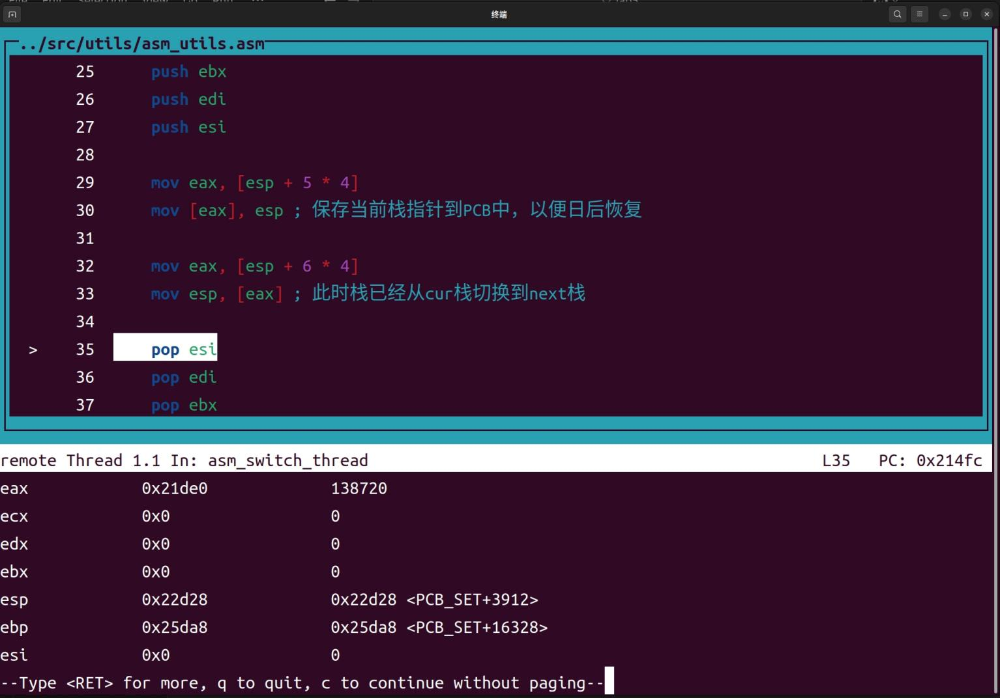 终端
../src/utils/asm_utils.asm
25 push ebx
26 push edi
27 push esi
28
29 mov eax, [esp + 5 * 4]
30 mov [eax], esp ; 保存当前栈指针到PCB中，以便日后恢复
31
32 mov eax, [esp + 6 * 4]
33 mov esp, [eax] ; 此时栈已经从cur栈切换到next栈
34
> 35 pop esi
36 pop edi
37 pop ebx
remote Thread 1.1 In: asm_switch_thread L35 PC: 0x214fc
eax 0x21de0 138720
ecx 0x0 0
edx 0x0 0
ebx 0x0 0
esp 0x22d28 0x22d28 <PCB_SET+3912>
ebp 0x25da8 0x25da8 <PCB_SET+16328>
esi 0x0 0
--Type <RET> for more, q to quit, c to continue without paging--